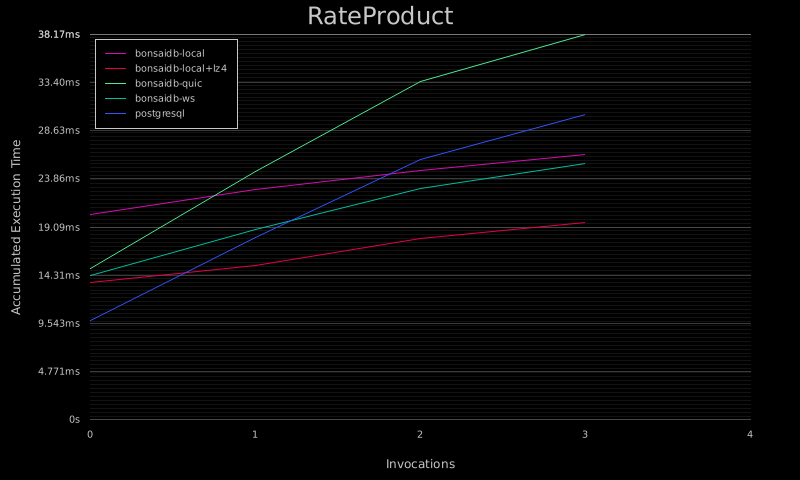 RateProduct
38.17ms
33.40ms
28.63ms
23.86ms
19.09ms
14.31ms
9.543ms
4.771ms
0s
Accumulated Execution Time
bonsaidb-local
bonsaidb-local+lz4
bonsaidb-quic
bonsaidb-ws
postgresql
0 1 2 3 4
Invocations